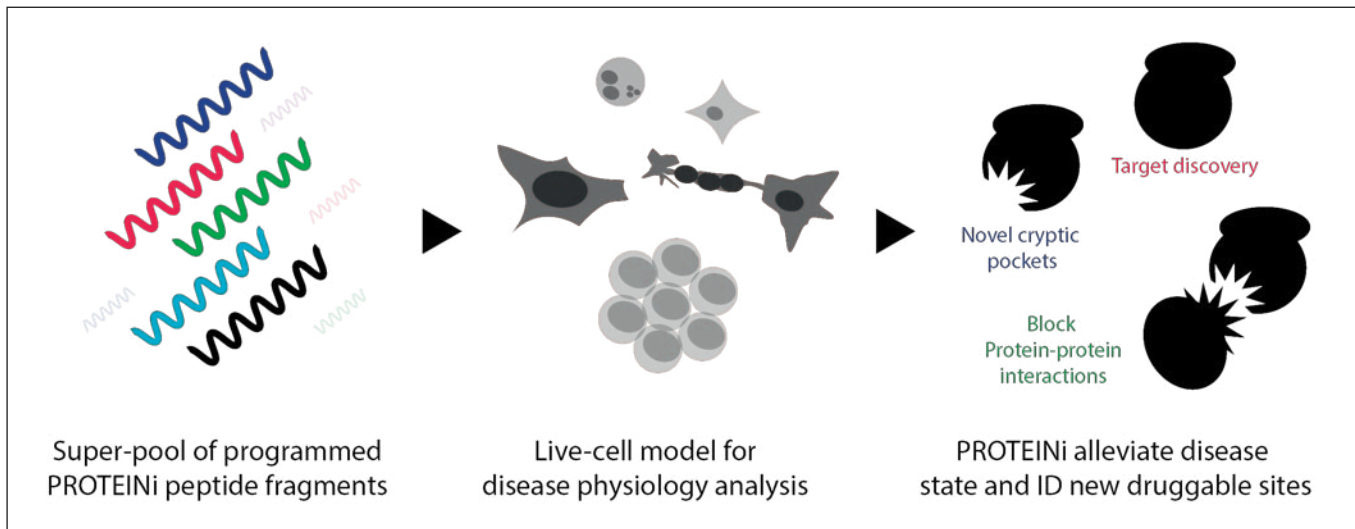 Target discovery
Novel cryptic
pockets
Block
Protein-protein
interactions
Super-pool of programmed
PROTEINi peptide fragments
Live-cell model for
disease physiology analysis
PROTEINi alleviate disease
state and ID new druggable sites